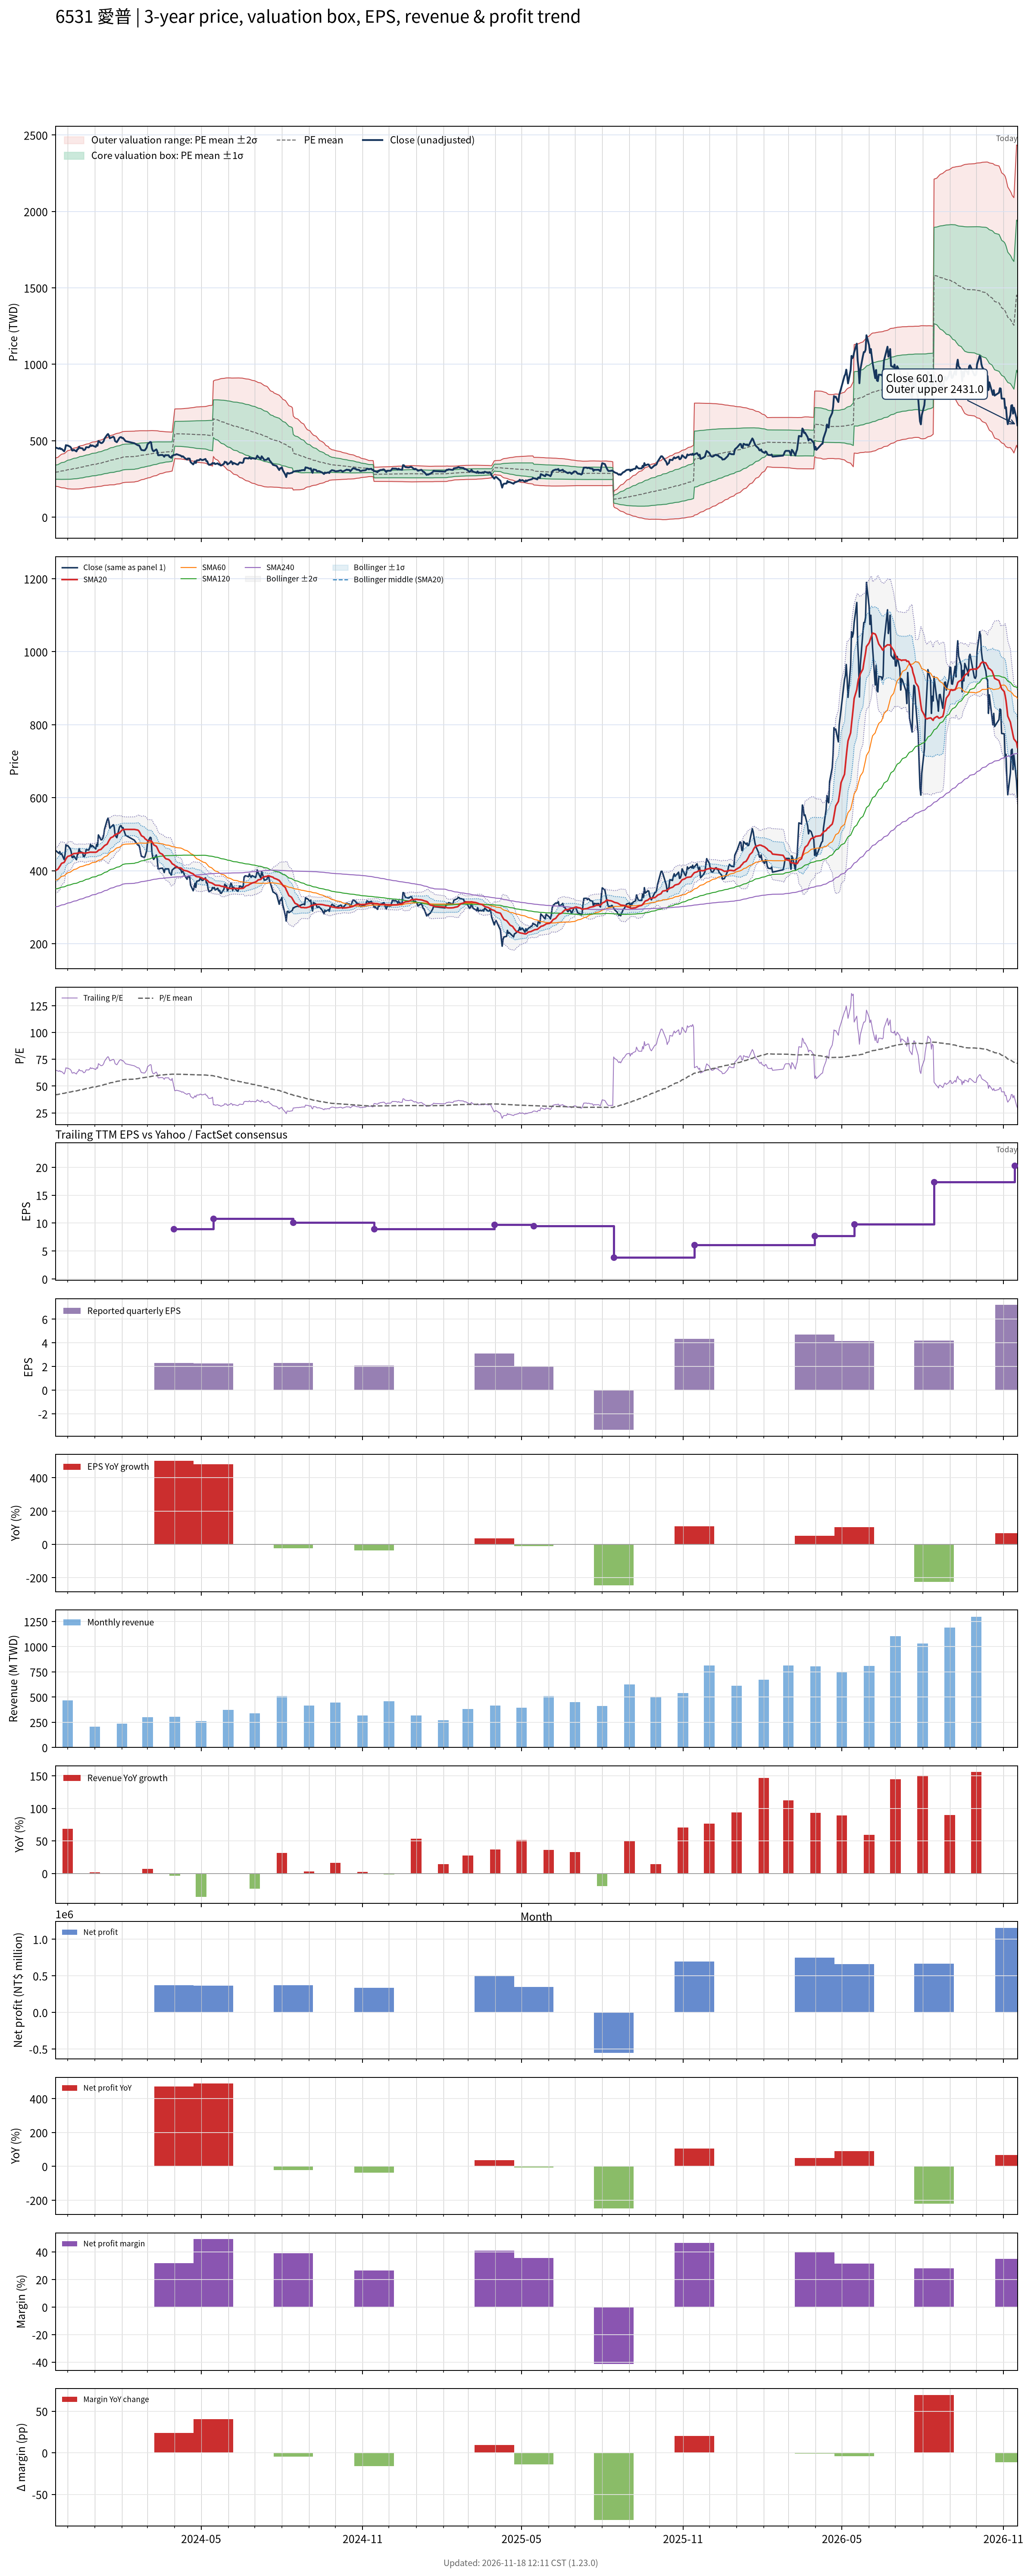 6531 愛普 | 3-year price, valuation box, EPS, revenue & profit trend
Outer valuation range: PE mean ±2σ
PE mean
Close (unadjusted)
Core valuation box: PE mean ±1σ
Today
2500
2000
1500
1000
500
0
Price (TWD)
Close 601.0
Outer upper 2431.0
Close (same as panel 1)
SMA60
SMA240
Bollinger ±1σ
SMA20
SMA120
Bollinger ±2σ
Bollinger middle (SMA20)
1200
1000
800
600
400
200
Price
Trailing P/E
P/E mean
125
100
75
50
25
P/E
Trailing TTM EPS vs Yahoo / FactSet consensus
Today
20
15
10
5
0
EPS
Reported quarterly EPS
6
4
2
0
-2
EPS
EPS YoY growth
400
200
0
-200
YoY (%)
Monthly revenue
1250
1000
750
500
250
0
Revenue (M TWD)
Revenue YoY growth
150
100
50
0
YoY (%)
Month
1e6
Net profit
1.0
0.5
0.0
-0.5
Net profit (NT$ million)
Net profit YoY
400
200
0
-200
YoY (%)
Net profit margin
40
20
0
-20
-40
Margin (%)
Margin YoY change
50
0
-50
Δ margin (pp)
2024-05
2024-11
2025-05
2025-11
2026-05
2026-11
Updated: 2026-11-18 12:11 CST (1.23.0)